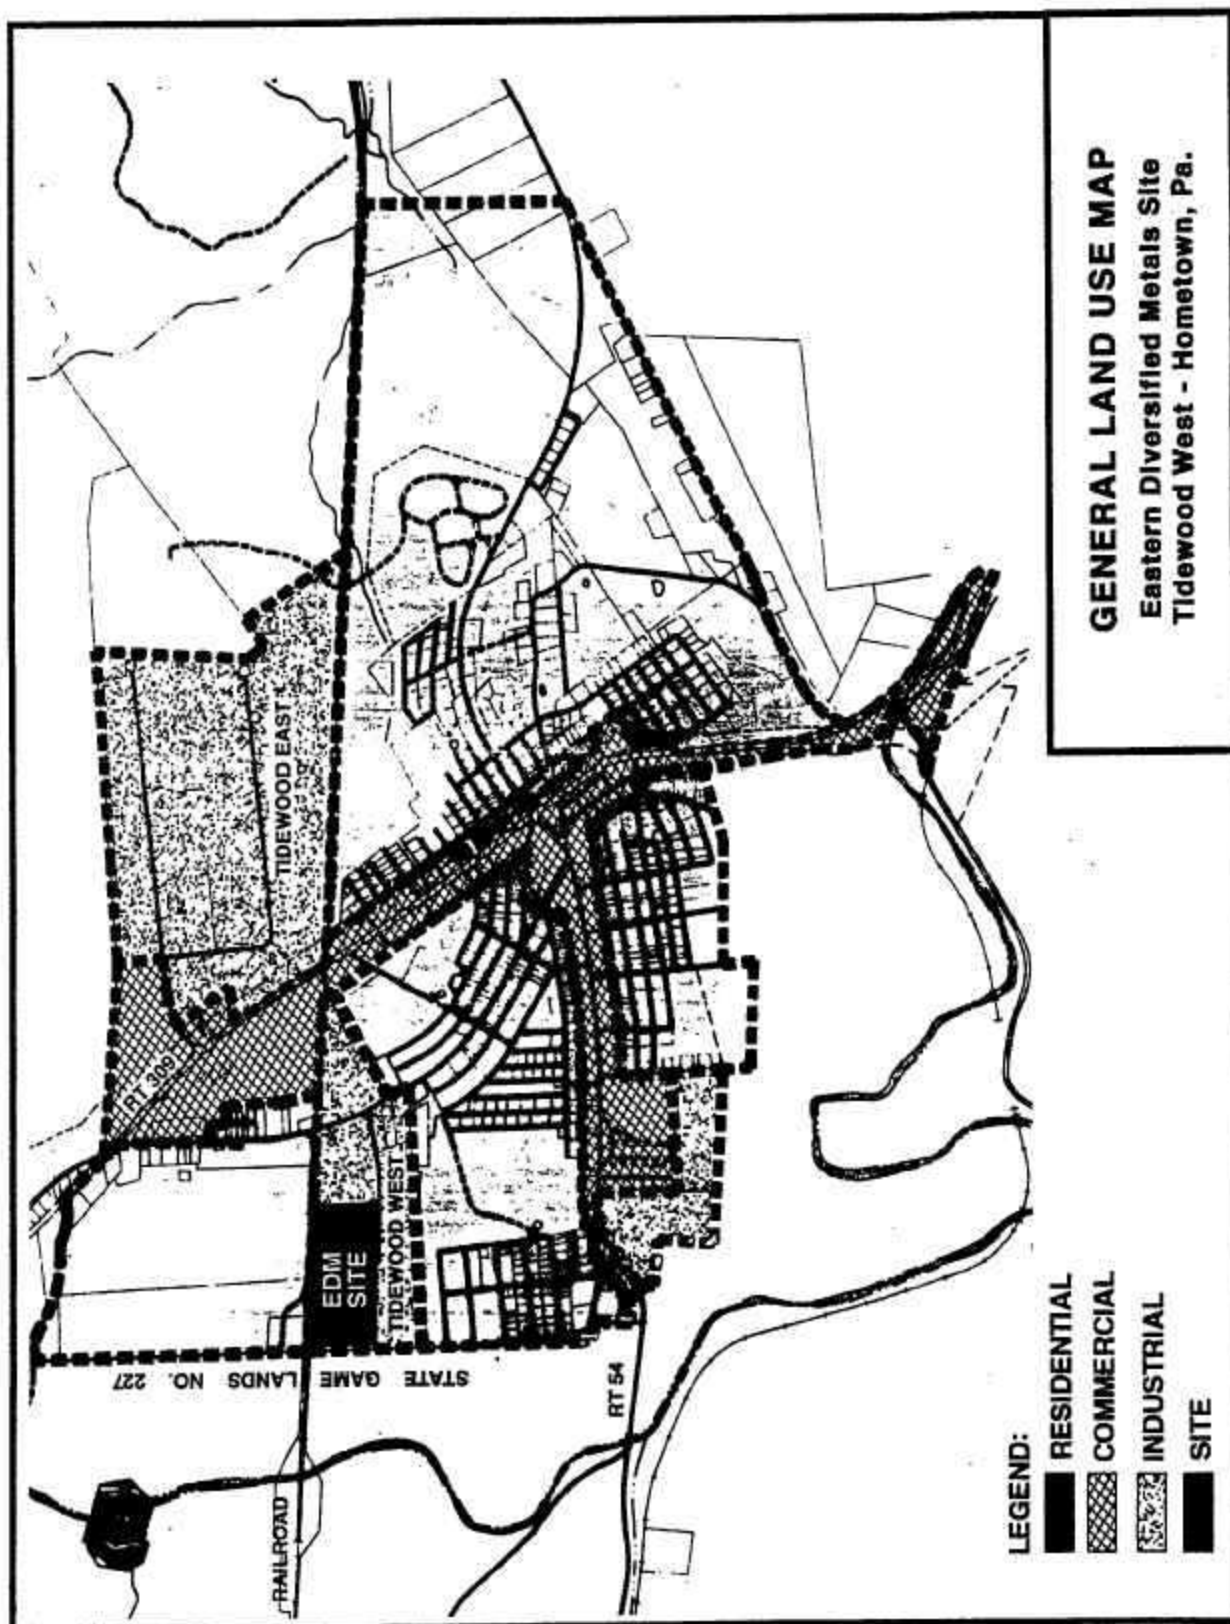 GENERAL LAND USE MAP
Eastern Diversified Metals Site
Tidewood West - Hometown, Pa.
TIDEWOOD EAST
RT 309
EDM
SITE
TIDEWOOD WEST
STATE GAME LANDS NO. 227
RT 54
RAILROAD
LEGEND:
RESIDENTIAL
COMMERCIAL
INDUSTRIAL
SITE